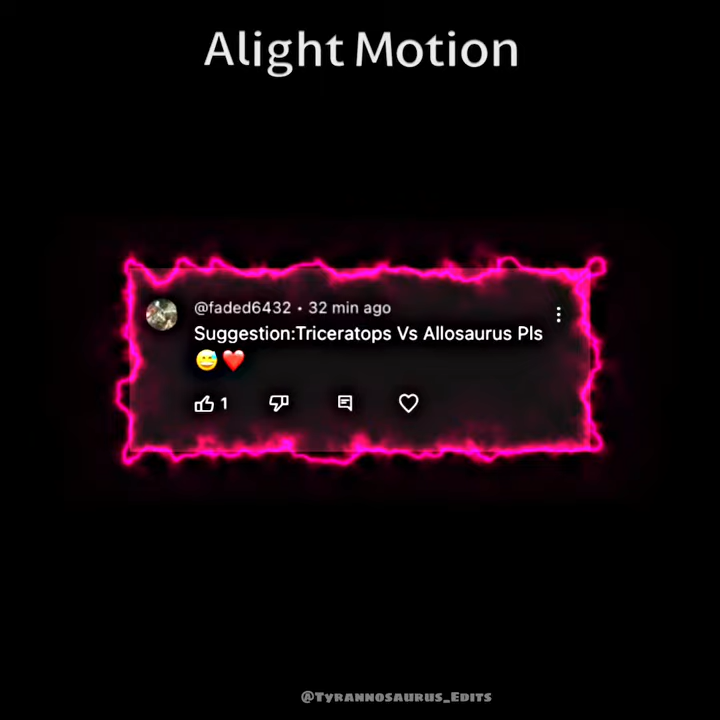 Alight Motion
@faded6432 • 32 min ago
Suggestion:Triceratops Vs Allosaurus Pls
😅❤️
1
@Tyrannosaurus_Edits